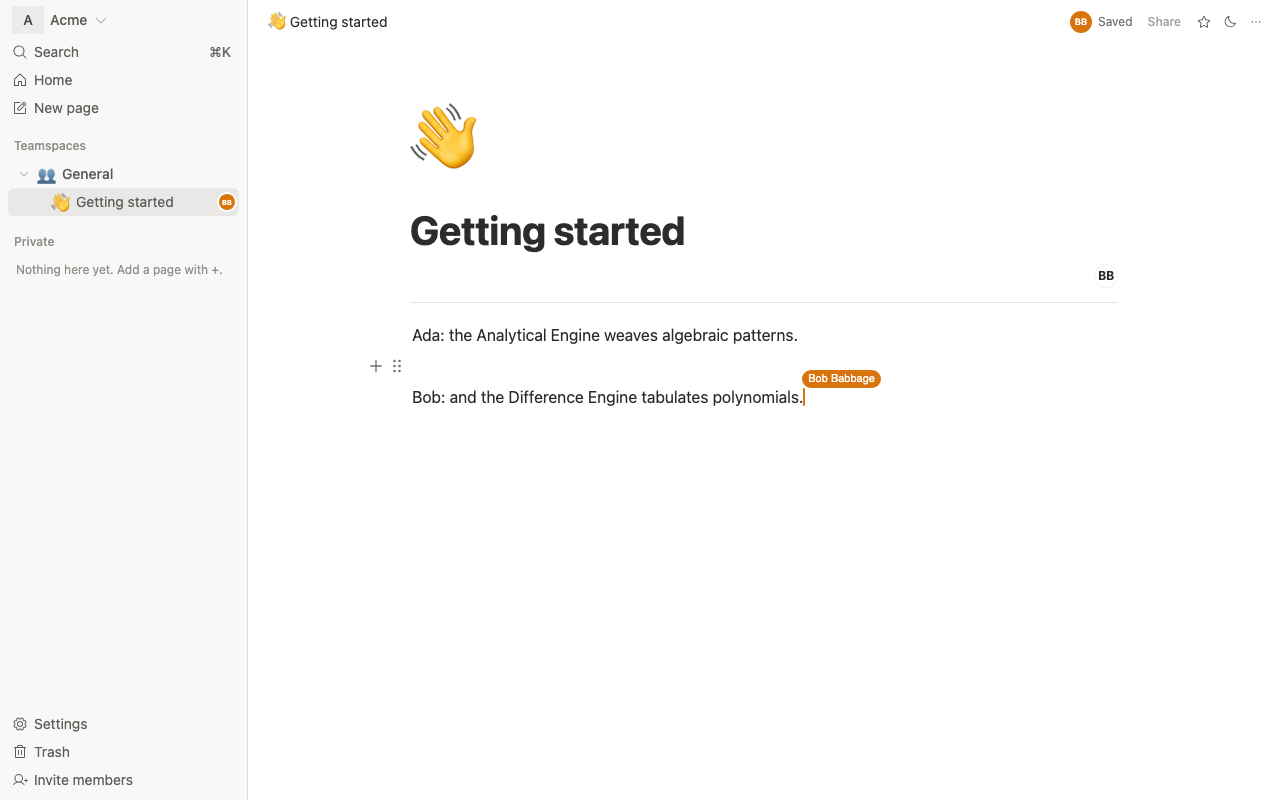 A Acme
Search ⌘K
Home
New page
Teamspaces
General
Getting started BB
Private
Nothing here yet. Add a page with +.
Settings
Trash
Invite members
Getting started
BB Saved Share
Getting started
BB
Ada: the Analytical Engine weaves algebraic patterns.
Bob Babbage
Bob: and the Difference Engine tabulates polynomials.